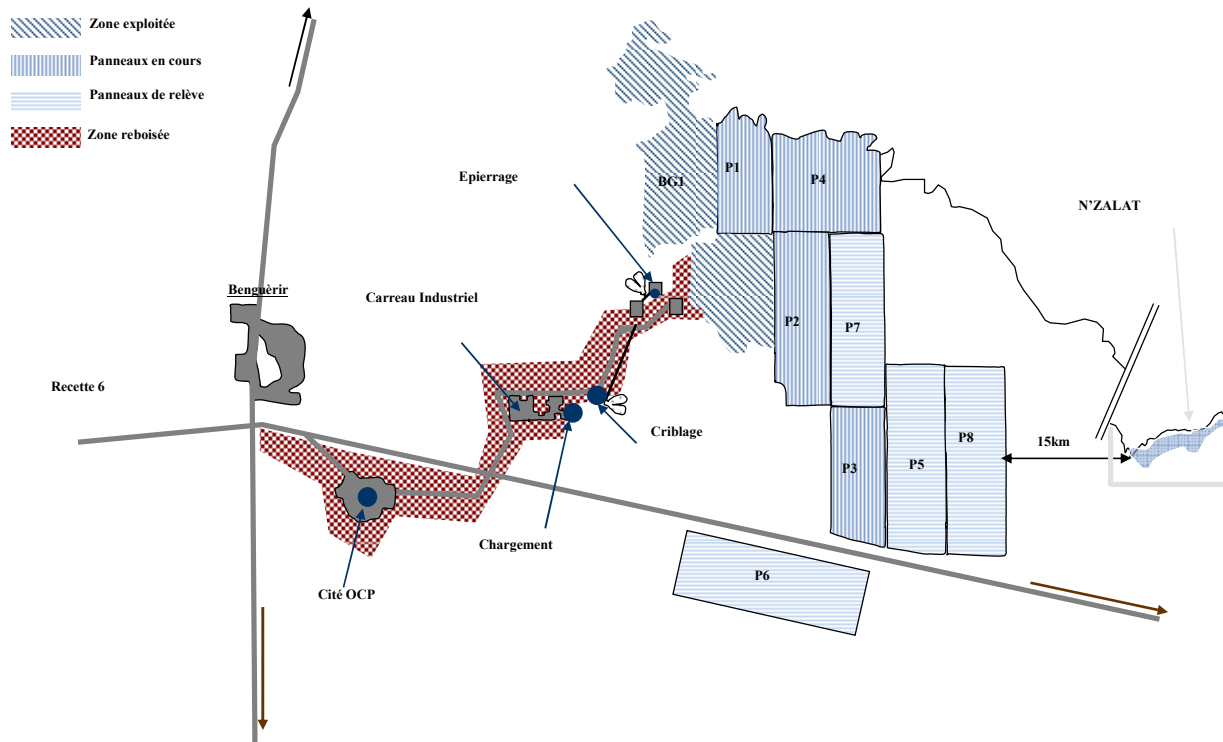 Zone exploitée
Panneaux en cours
Panneaux de relève
Zone reboisée
Epierrage
BG1
P1
P4
N'ZALAT
Benguèrir
Carreau Industriel
P2
P7
Recette 6
Criblage
P3
P5
P8
15km
Chargement
Cité OCP
P6